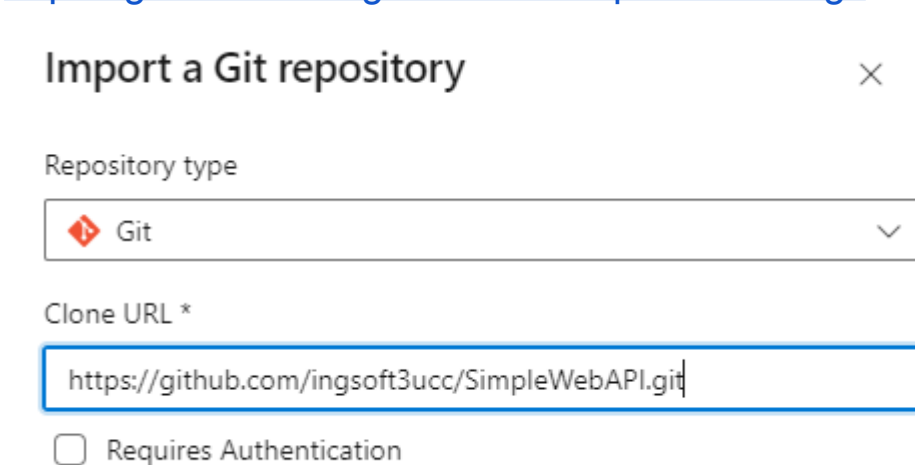 Import a Git repository
Repository type
Git
Clone URL *
https://github.com/ingsoft3ucc/SimpleWebAPI.git
Requires Authentication